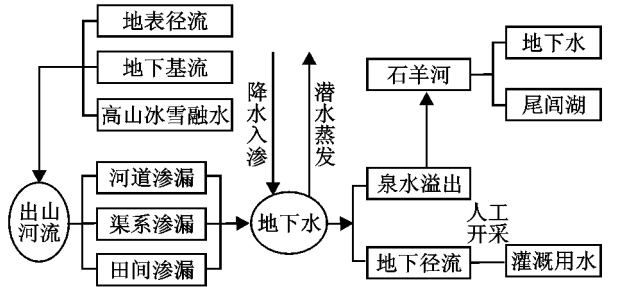 地表径流
地下基流
高山冰雪融水
出山
河流
河道渗漏
渠系渗漏
田间渗漏
降水入渗
潜水蒸发
地下水
石羊河
地下水
尾闾湖
泉水溢出
地下径流
人工
开采
灌溉用水